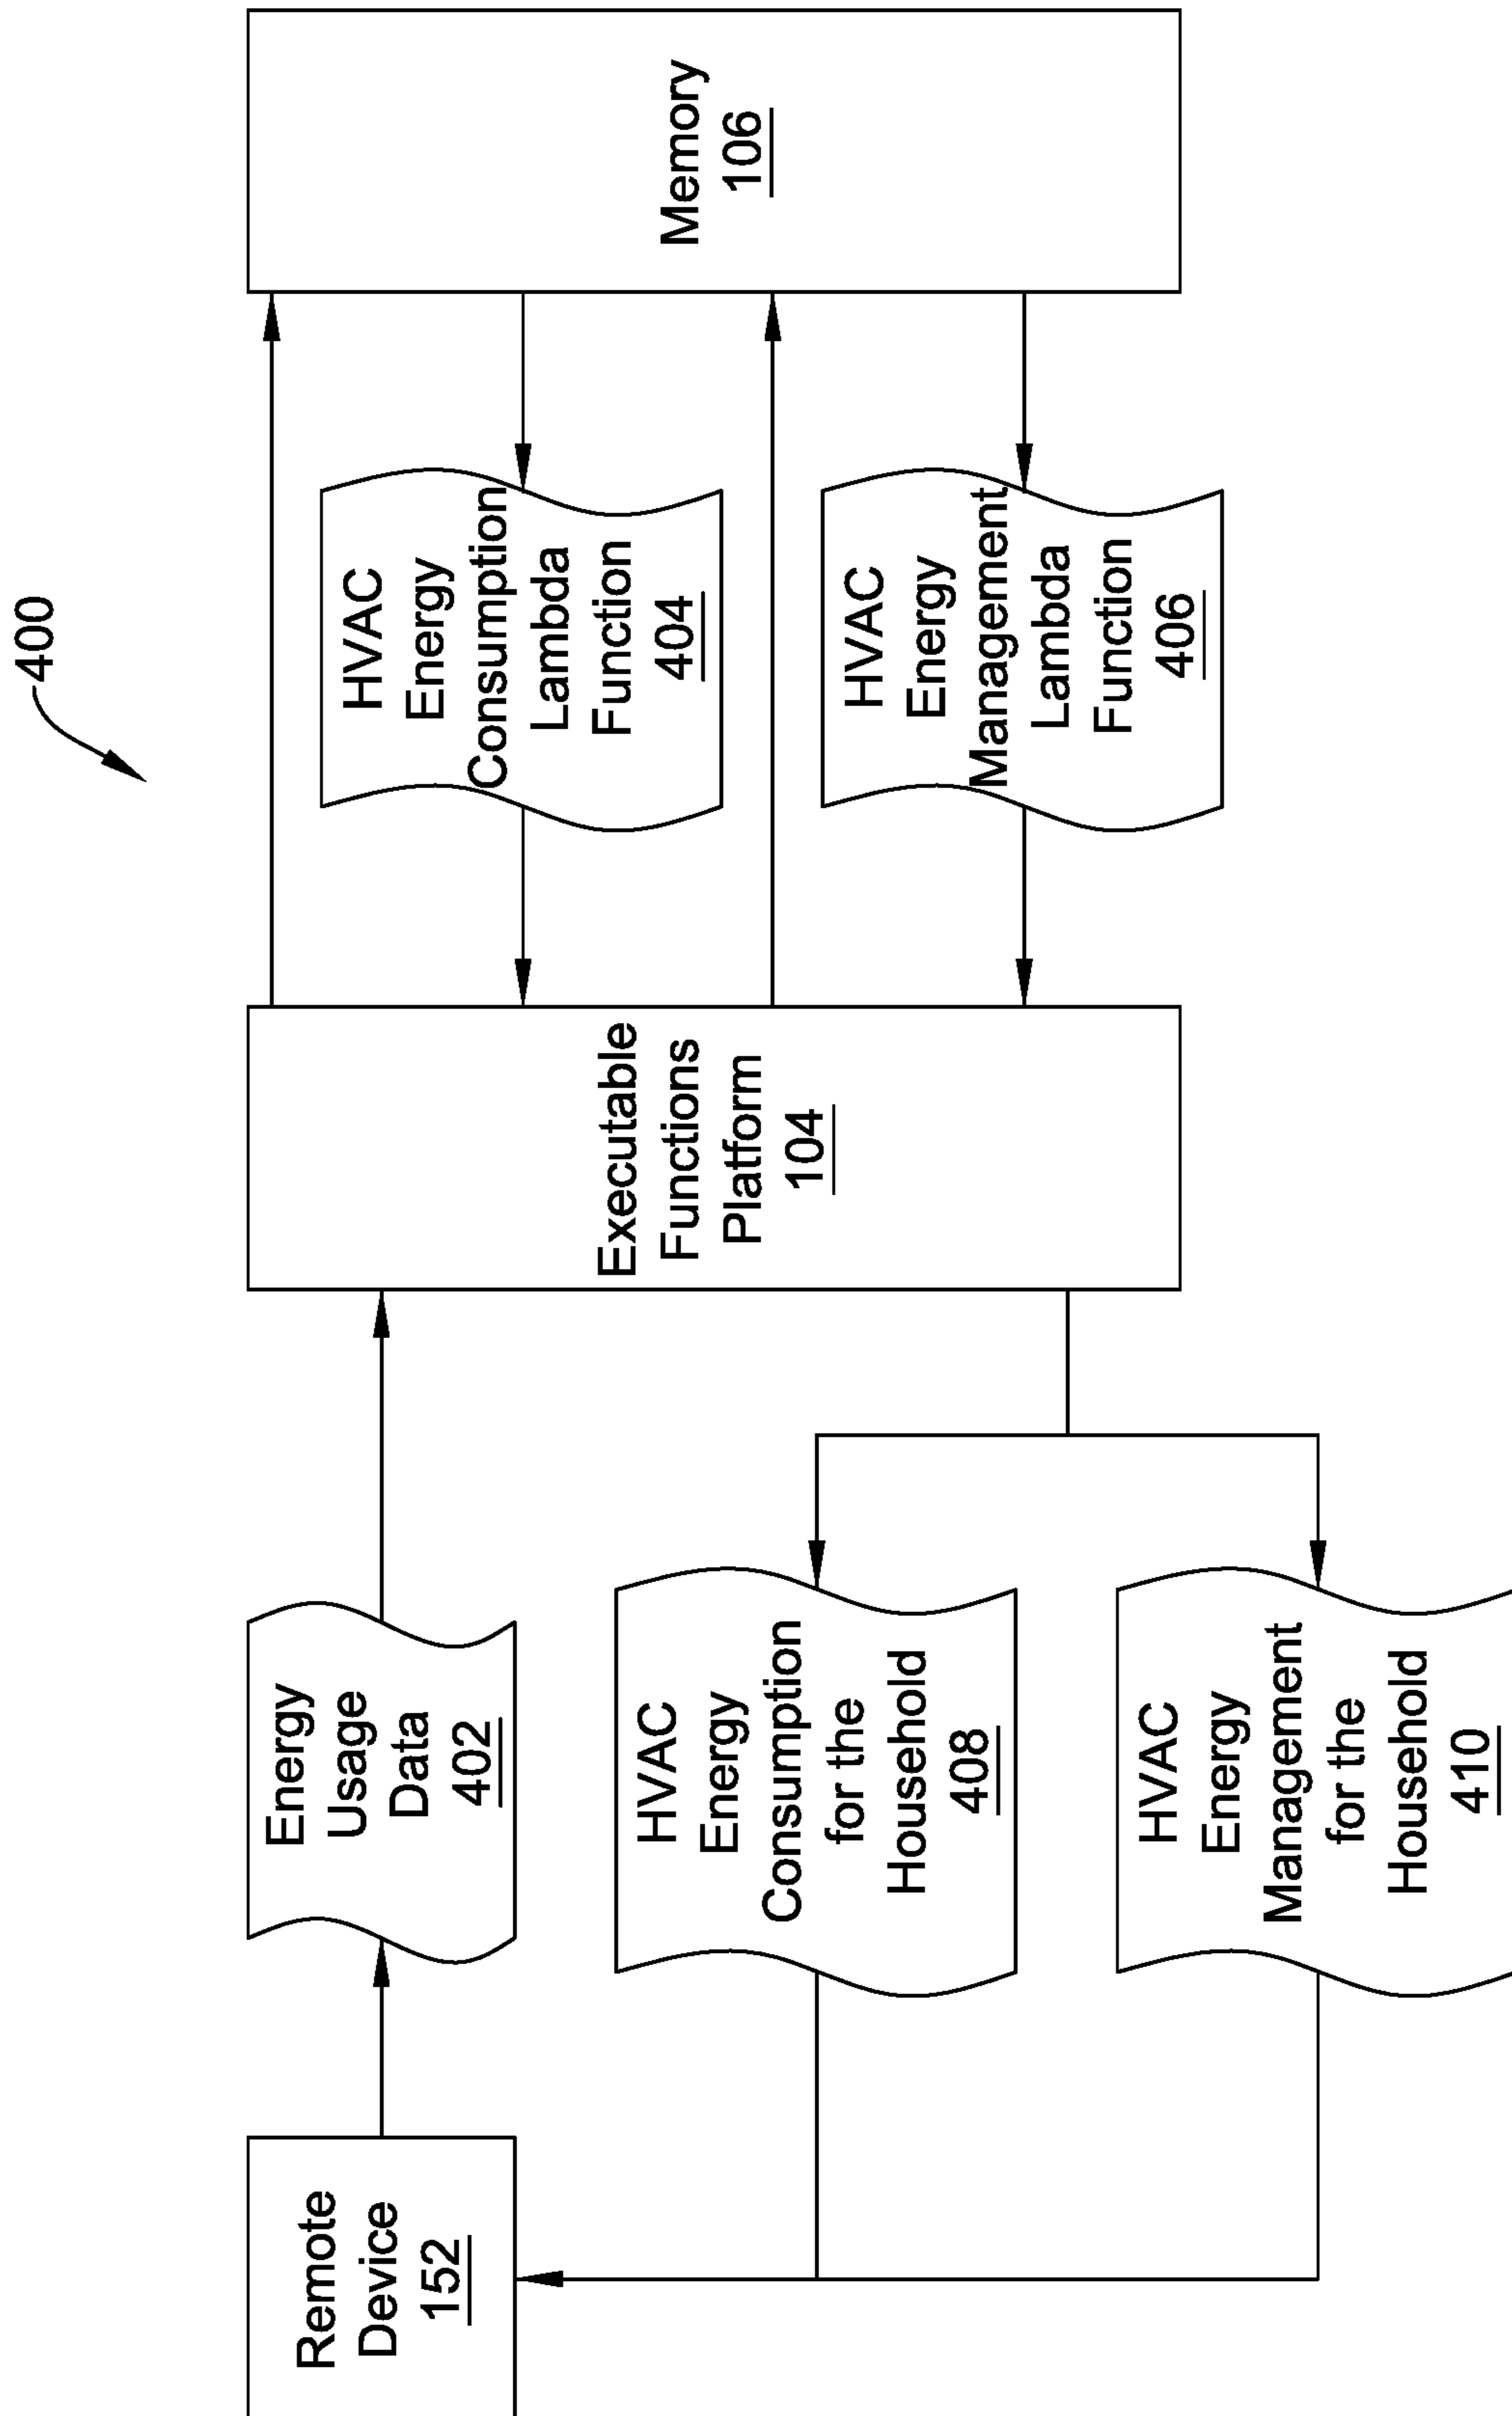 400
Remote
Device
152
Energy
Usage
Data
402
Executable
Functions
Platform
104
HVAC
Energy
Consumption
Lambda
Function
404
Memory
106
HVAC
Energy
Management
Lambda
Function
406
HVAC
Energy
Consumption
for the
Household
408
HVAC
Energy
Management
for the
Household
410